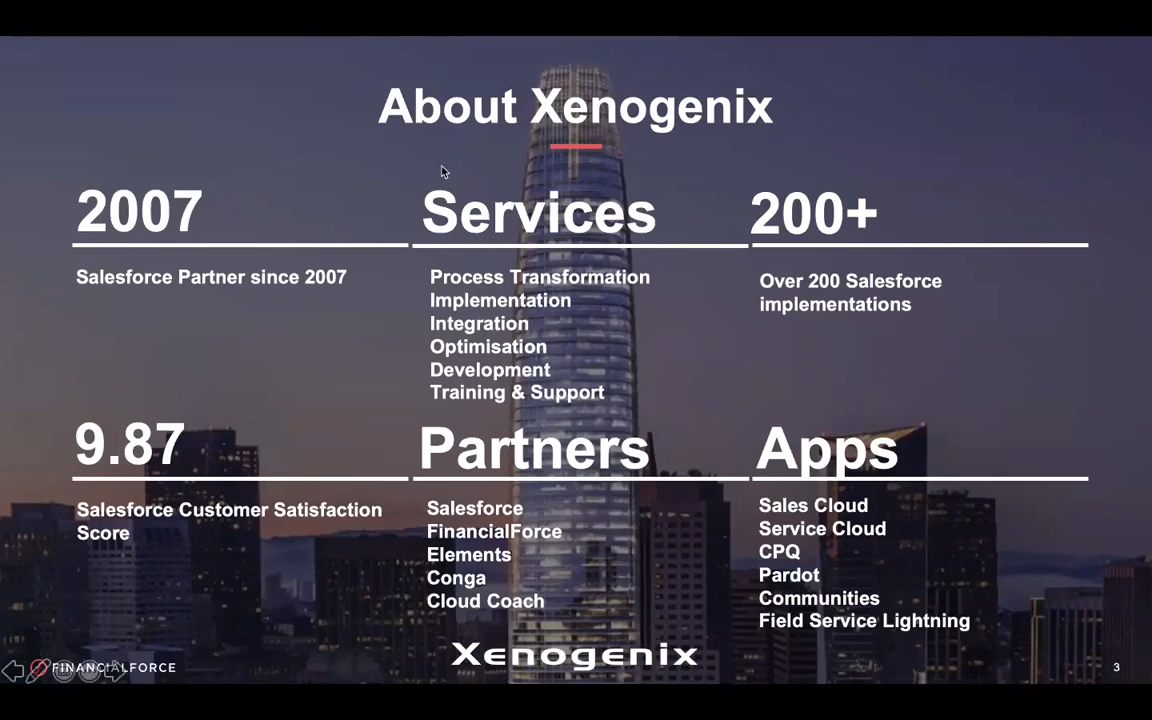 About Xenogenix
2007
Salesforce Partner since 2007
Services
Process Transformation
Implementation
Integration
Optimisation
Development
Training & Support
200+
Over 200 Salesforce
implementations
9.87
Salesforce Customer Satisfaction
Score
Partners
Salesforce
FinancialForce
Elements
Conga
Cloud Coach
Apps
Sales Cloud
Service Cloud
CPQ
Pardot
Communities
Field Service Lightning
Xenogenix
FINANCIALFORCE
3